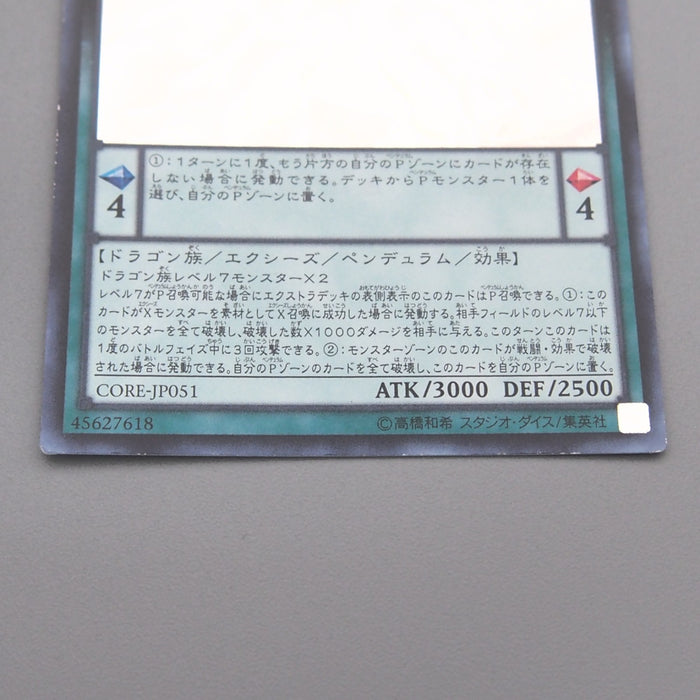 ①:1ターンに1度、もう片方の自分のPゾーンにカードが存在
しない場合に発動できる。デッキからPモンスター1体を
選び、自分のPゾーンに置く。
4
4
【ドラゴン族／エクシーズ／ペンデュラム／効果】
ドラゴン族レベル7モンスター×2
レベル7がP召喚可能な場合にエクストラデッキの表側表示のこのカードはP召喚できる。①:この
カードがXモンスターを素材としてX召喚に成功した場合に発動する。相手フィールドのレベル7以下
のモンスターを全て破壊し、破壊した数×1000ダメージを相手に与える。このターンこのカードは
1度のバトルフェイズ中に3回攻撃できる。②:モンスターゾーンのこのカードが戦闘・効果で破壊
された場合に発動できる。自分のPゾーンのカードを全て破壊し、このカードを自分のPゾーンに置く。
CORE-JP051
ATK/3000 DEF/2500
45627618
©高橋和希 スタジオ・ダイス/集英社